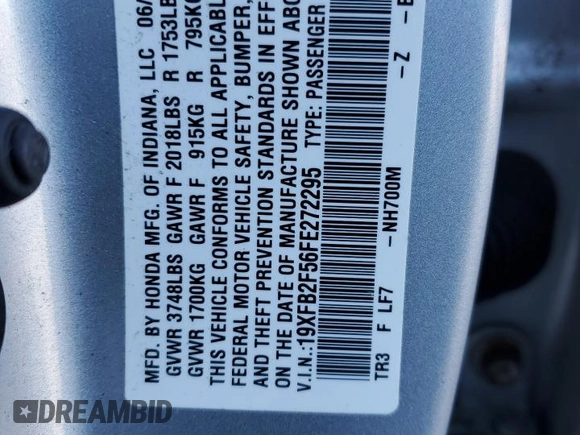 MFD. BY HONDA MFG. OF INDIANA, LLC 06/
GVWR 3748LBS GAWR F 2018LBS R 1753LB
GVWR 1700KG GAWR F 915KG R 795KG
THIS VEHICLE CONFORMS TO ALL APPLICABLE
FEDERAL MOTOR VEHICLE SAFETY, BUMPER,
AND THEFT PREVENTION STANDARDS IN EFF
ON THE DATE OF MANUFACTURE SHOWN ABO
V.I.N.:19XFB2F56FE272295 TYPE: PASSENGER
TR3 F LF7 -NH700M -Z -B
DREAMBID